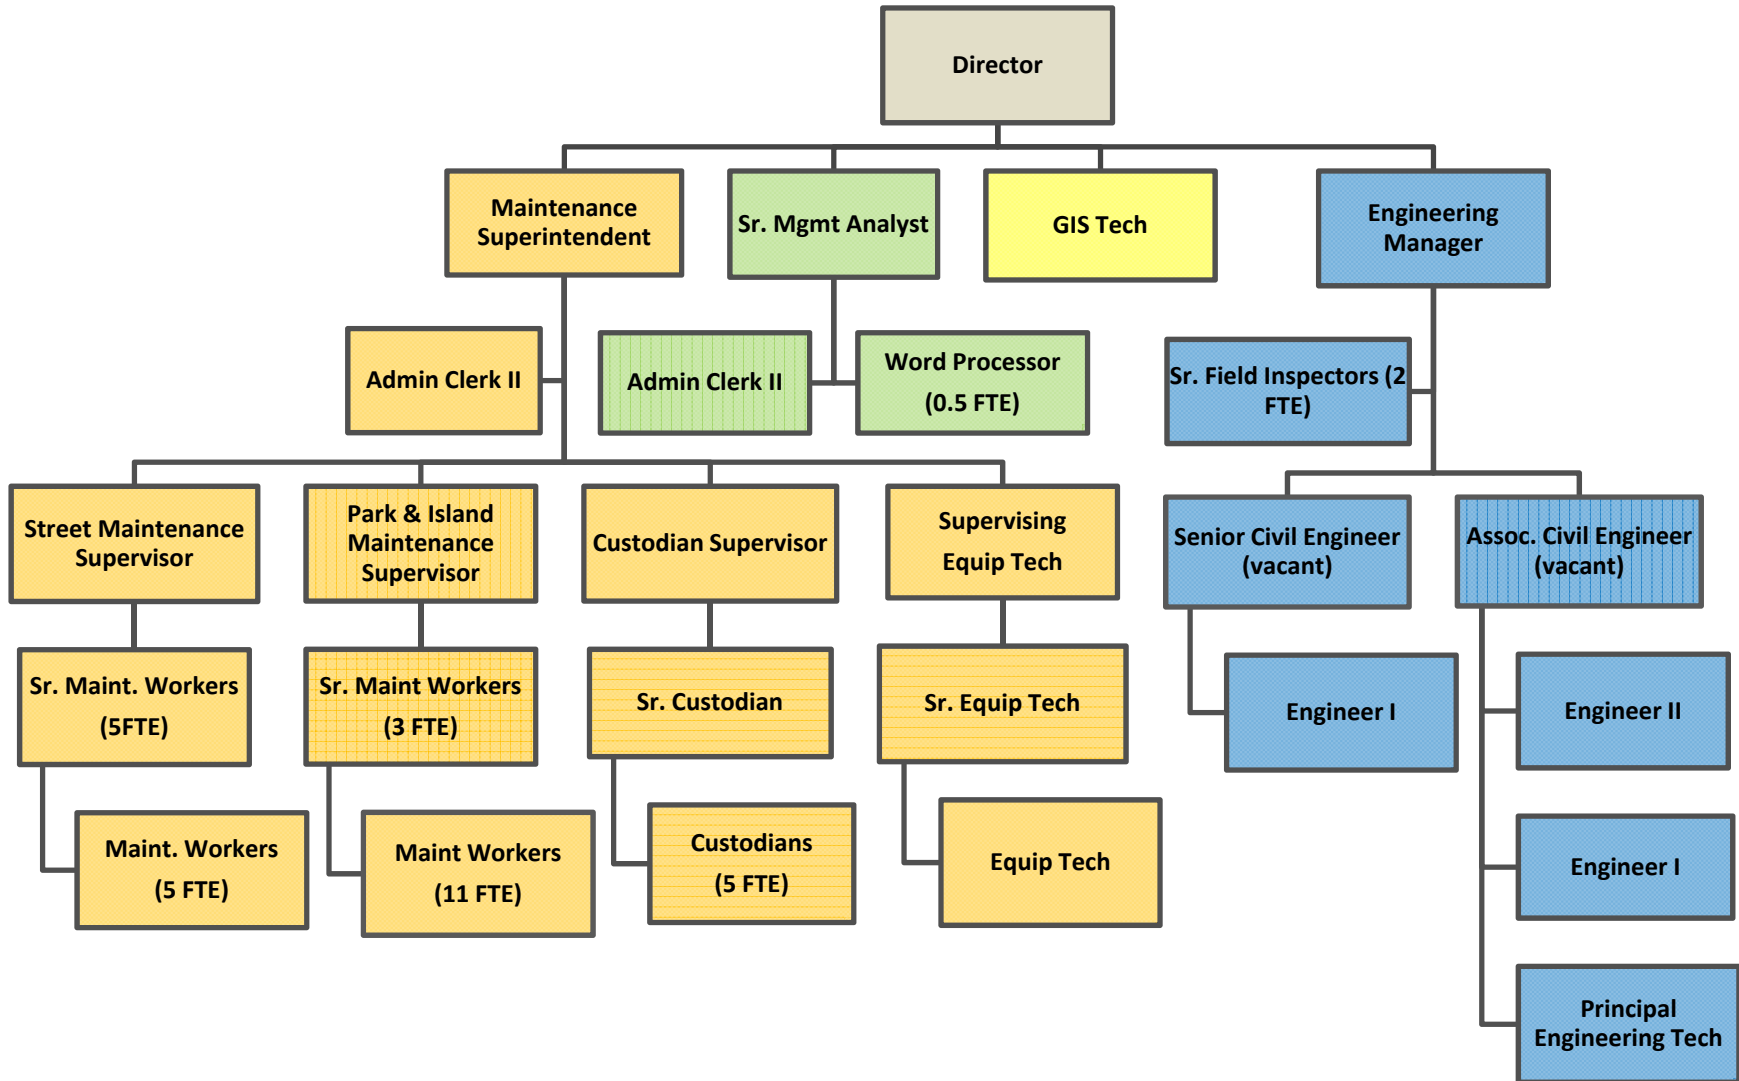 Director
Maintenance
Superintendent
Sr. Mgmt Analyst
GIS Tech
Engineering
Manager
Admin Clerk II
Admin Clerk II
Word Processor
(0.5 FTE)
Sr. Field Inspectors (2
FTE)
Street Maintenance
Supervisor
Park & Island
Maintenance
Supervisor
Custodian Supervisor
Supervising
Equip Tech
Senior Civil Engineer
(vacant)
Assoc. Civil Engineer
(vacant)
Sr. Maint. Workers
(5FTE)
Sr. Maint Workers
(3 FTE)
Sr. Custodian
Sr. Equip Tech
Engineer I
Engineer II
Maint. Workers
(5 FTE)
Maint Workers
(11 FTE)
Custodians
(5 FTE)
Equip Tech
Engineer I
Principal
Engineering Tech